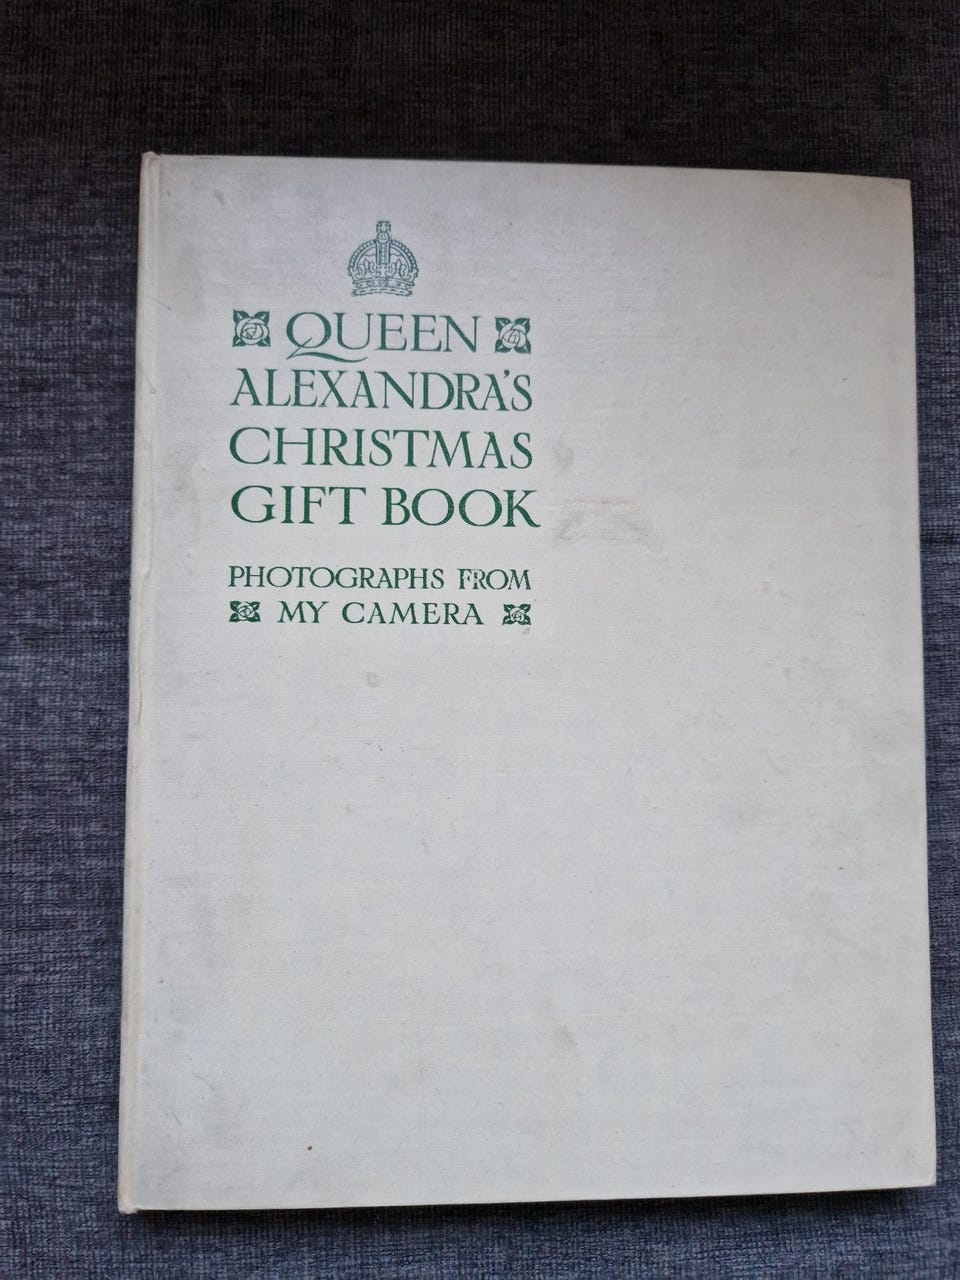 QUEEN
ALEXANDRA'S
CHRISTMAS
GIFT BOOK
PHOTOGRAPHS FROM
MY CAMERA